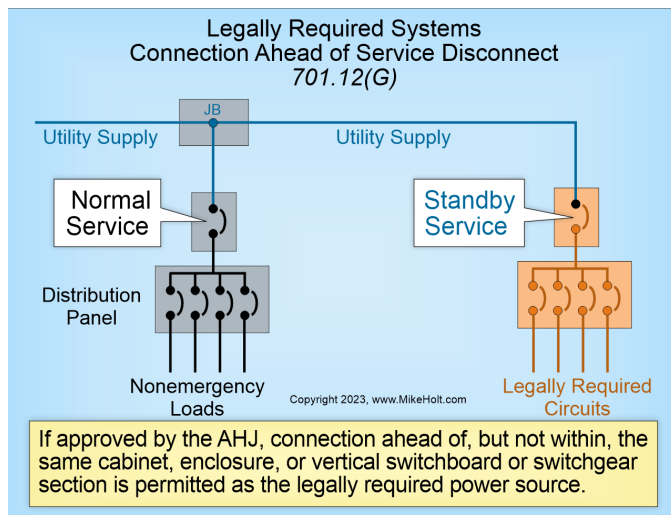 Legally Required Systems
Connection Ahead of Service Disconnect
701.12(G)
JB
Utility Supply
Utility Supply
Normal
Service
Standby
Service
Distribution
Panel
Nonemergency
Loads
Copyright 2023, www.MikeHolt.com
Legally Required
Circuits
If approved by the AHJ, connection ahead of, but not within, the
same cabinet, enclosure, or vertical switchboard or switchgear
section is permitted as the legally required power source.